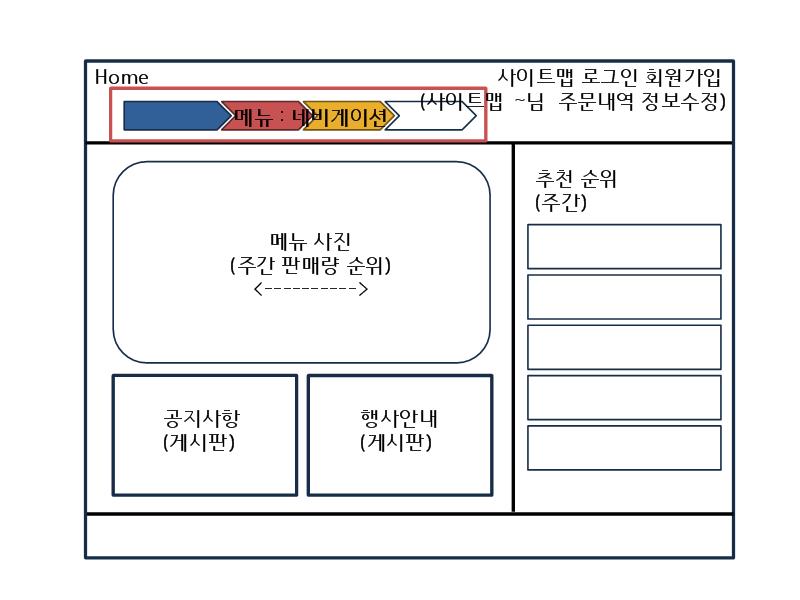 Home
사이트맵 로그인 회원가입
(사이트맵 ~님 주문내역 정보수정)
메뉴 : 네비게이션
메뉴 사진
(주간 판매량 순위)
<---------->
추천 순위
(주간)
공지사항
(게시판)
행사안내
(게시판)